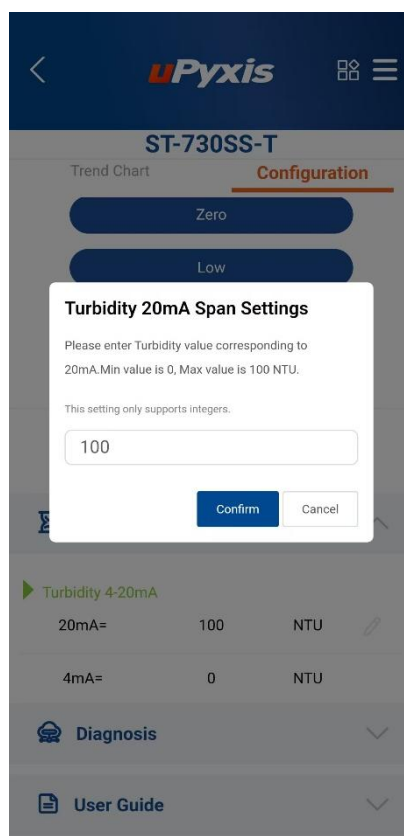 uPyxis
ST-730SS-T
Trend Chart Configuration
Zero
Low
Turbidity 20mA Span Settings
Please enter Turbidity value corresponding to
20mA.Min value is 0, Max value is 100 NTU.
This setting only supports integers.
100
Confirm Cancel
Turbidity 4-20mA
20mA= 100 NTU
4mA= 0 NTU
Diagnosis
User Guide